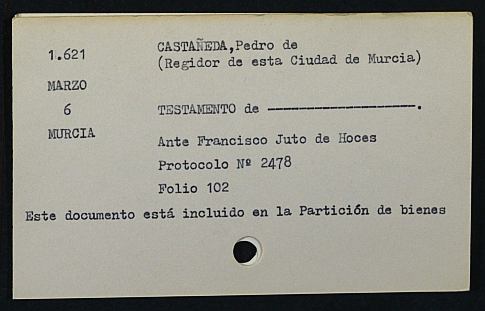 1.621
CASTAÑEDA,Pedro de
(Regidor de esta Ciudad de Murcia)
MARZO
6
TESTAMENTO de --------------------.
MURCIA
Ante Francisco Juto de Hoces
Protocolo Nº 2478
Folio 102
Este documento está incluido en la Partición de bienes